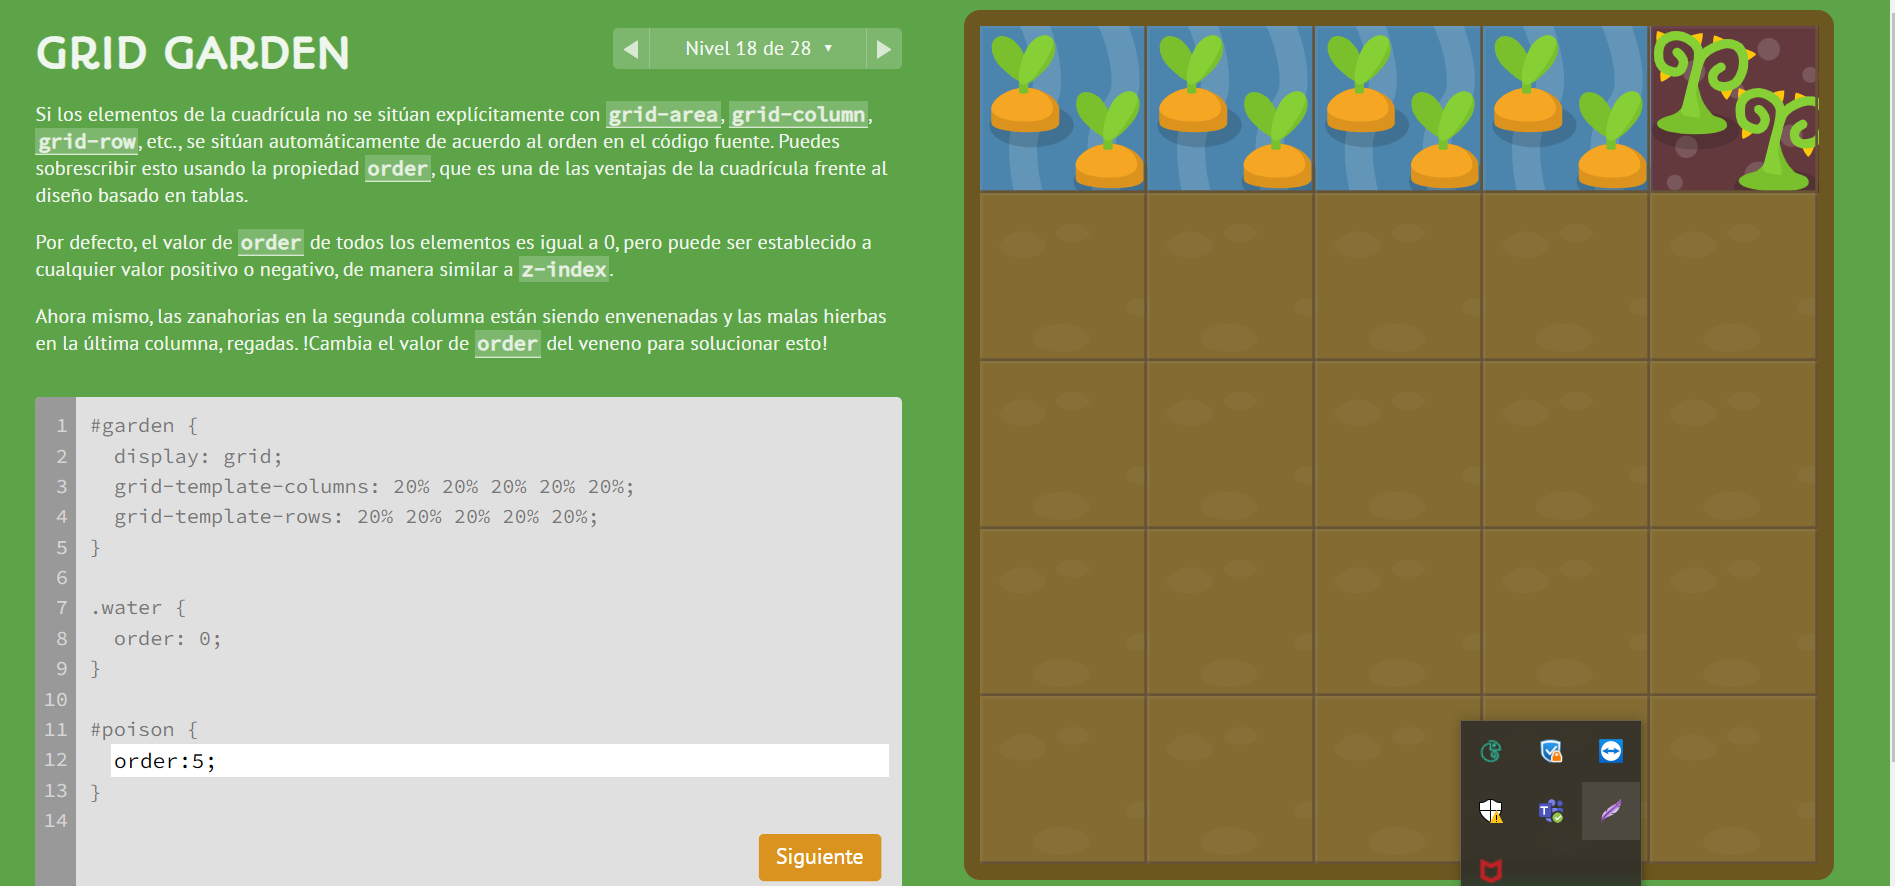 GRID GARDEN
◀ Nivel 18 de 28 ▼ ▶
Si los elementos de la cuadrícula no se sitúan explícitamente con grid-area, grid-column,
grid-row, etc., se sitúan automáticamente de acuerdo al orden en el código fuente. Puedes
sobrescribir esto usando la propiedad order, que es una de las ventajas de la cuadrícula frente al
diseño basado en tablas.
Por defecto, el valor de order de todos los elementos es igual a 0, pero puede ser establecido a
cualquier valor positivo o negativo, de manera similar a z-index.
Ahora mismo, las zanahorias en la segunda columna están siendo envenenadas y las malas hierbas
en la última columna, regadas. !Cambia el valor de order del veneno para solucionar esto!
1 #garden {
2   display: grid;
3   grid-template-columns: 20% 20% 20% 20% 20%;
4   grid-template-rows: 20% 20% 20% 20% 20%;
5 }
6
7 .water {
8   order: 0;
9 }
10
11 #poison {
12   order:5;
13 }
14
Siguiente